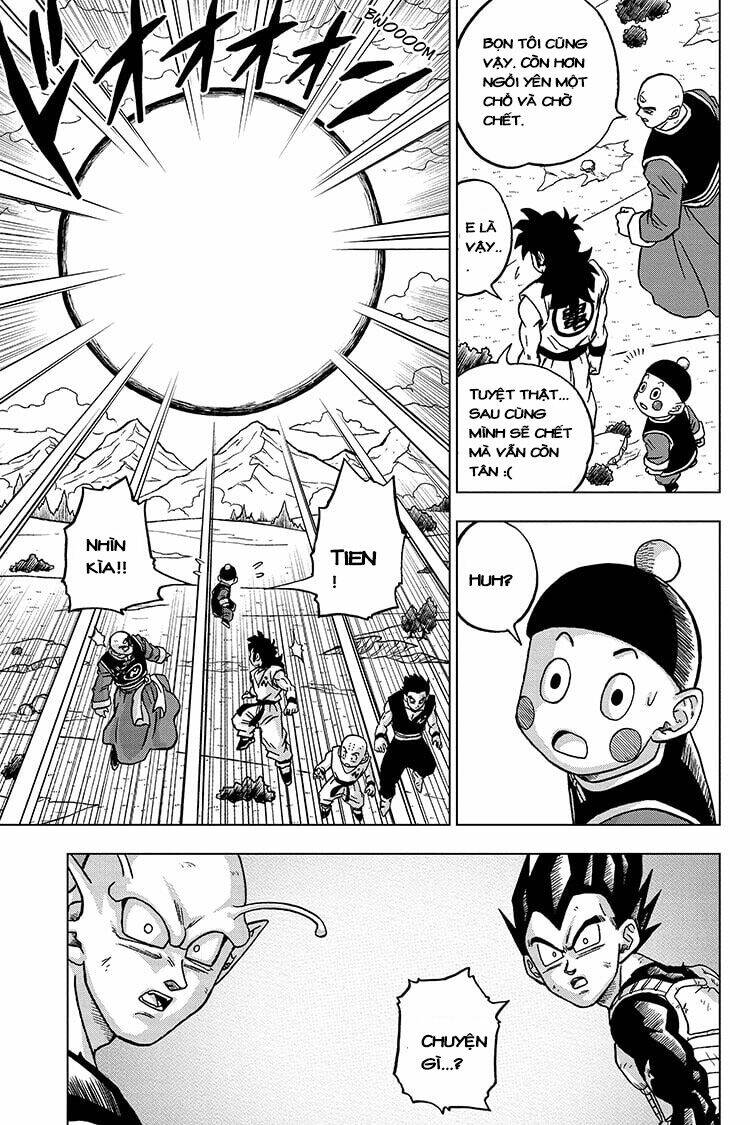 BỌN TÔI CŨNG
VẬY. CÒN HƠN
NGỒI YÊN MỘT
CHỖ VÀ CHỜ
CHẾT.
E LÀ
VẬY..
TUYỆT THẬT...
SAU CÙNG
MÌNH SẼ CHẾT
MÀ VẪN CÒN
TÂN :(
亀
ドオオオオン
BWOOOOM
TIEN
!
NHÌN
KÌA!!
HUH?
CHUYỆN
GÌ...?